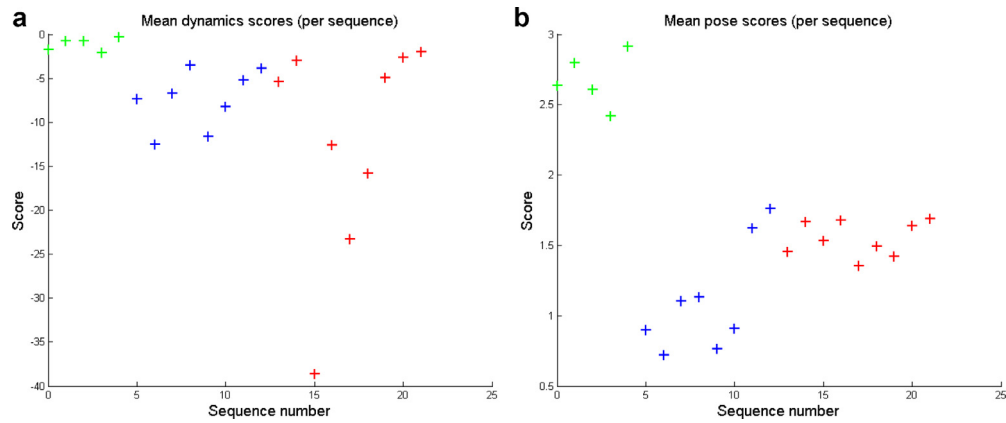 a
Mean dynamics scores (per sequence)
0
-5
-10
-15
-20
-25
-30
-35
-40
Score
0 5 10 15 20 25
Sequence number
b
Mean pose scores (per sequence)
3
2.5
2
1.5
1
0.5
Score
0 5 10 15 20 25
Sequence number